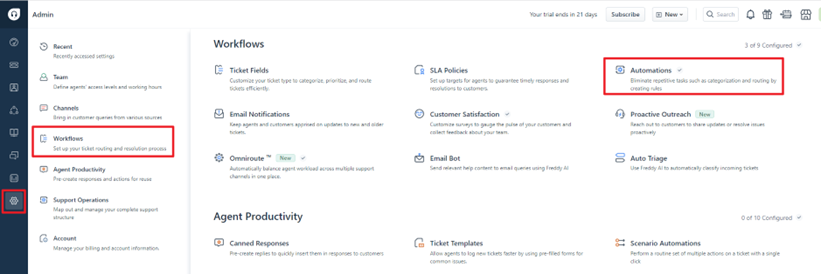 Admin
Your trial ends in 21 days
Subscribe
New
Search
Recent
Recently accessed settings
Team
Define agents' access levels and working hours
Channels
Bring in customer queries from various sources
Workflows
Set up your ticket routing and resolution process
Agent Productivity
Pre-create responses and actions for reuse
Support Operations
Map out and manage your complete support
structure
Account
Manage your billing and account information.
Workflows
3 of 9 Configured
Ticket Fields
Customize your ticket type to categorize, prioritize, and route
tickets efficiently.
SLA Policies
Set up targets for agents to guarantee timely responses and
resolutions to customers.
Automations
Eliminate repetitive tasks such as categorization and routing by
creating rules
Email Notifications
Keep agents and customers apprised on updates to new and older
tickets.
Customer Satisfaction
Customize surveys to gauge the pulse of your customers and
collect feedback about your team.
Proactive Outreach New
Reach out to customers to share updates or resolve issues
proactively
Omniroute ™ New
Automatically balance agent workload across multiple support
channels in one place.
Email Bot
Send relevant help content to email queries using Freddy AI
Auto Triage
Use Freddy AI to automatically classify incoming tickets
Agent Productivity
0 of 10 Configured
Canned Responses
Pre-create replies to quickly insert them in responses to customers
Ticket Templates
Allow agents to log new tickets faster by using pre-filled forms for
common issues.
Scenario Automations
Perform a routine set of multiple actions on a ticket with a single
click